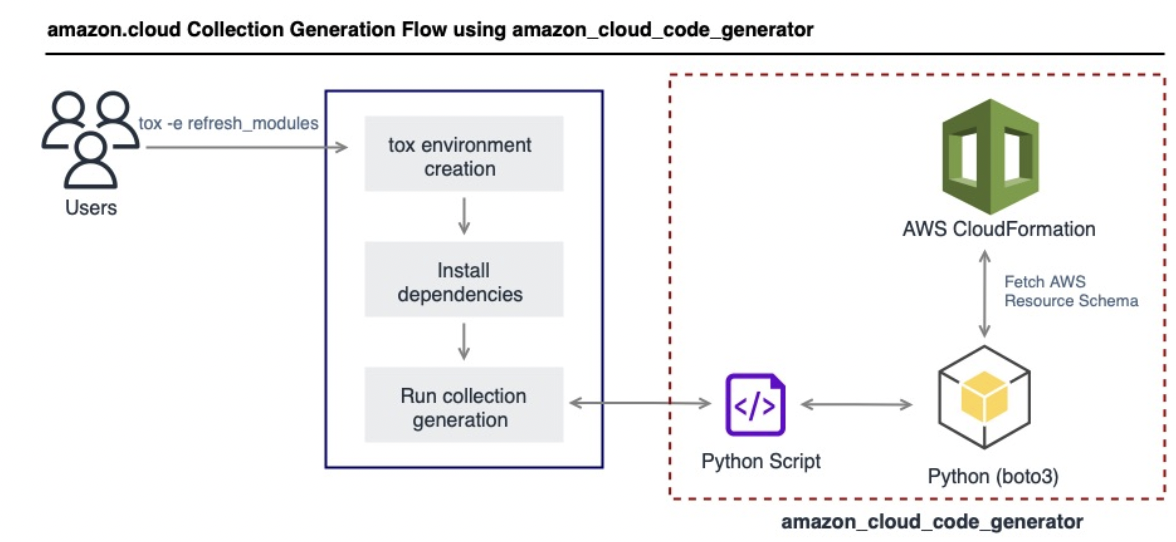 amazon.cloud Collection Generation Flow using amazon_cloud_code_generator
tox -e refresh_modules
Users
tox environment
creation
Install
dependencies
Run collection
generation
AWS CloudFormation
Fetch AWS
Resource Schema
</>
Python Script
Python (boto3)
amazon_cloud_code_generator